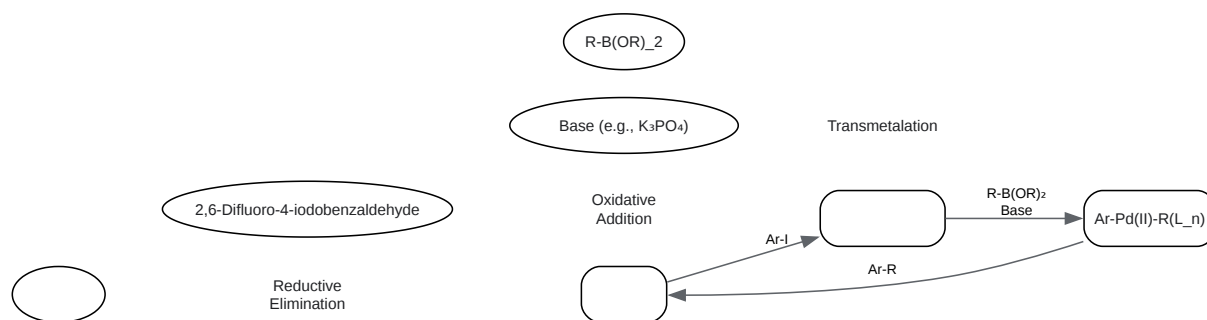 R-B(OR)_2
Base (e.g., K₃PO₄)
Transmetalation
2,6-Difluoro-4-iodobenzaldehyde
Oxidative
Addition
R-B(OR)₂
Base
Ar-Pd(II)-R(L_n)
Ar-I
Ar-R
Reductive
Elimination